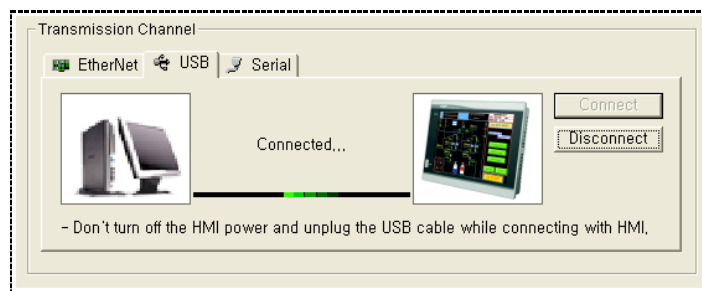 Transmission Channel
EtherNet USB Serial
Connect
Connected...
Disconnect
- Don't turn off the HMI power and unplug the USB cable while connecting with HMI.